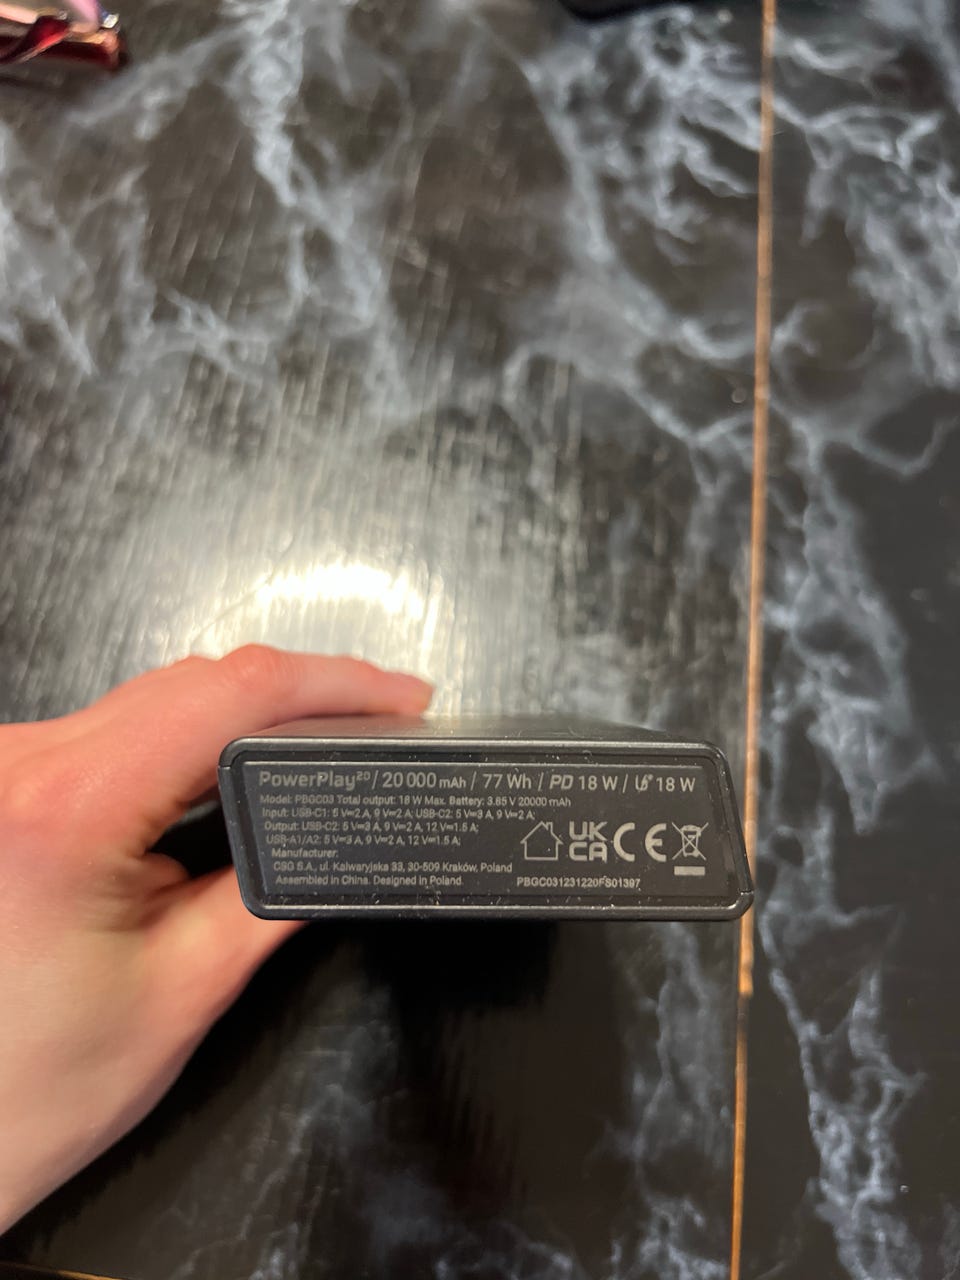 PowerPlay²⁰ / 20 000 mAh / 77 Wh / PD 18 W / 18 W
Model: PBGC03 Total output: 18 W Max. Battery: 3.85 V 20000 mAh
Input: USB-C1: 5 V⎓2 A, 9 V⎓2 A; USB-C2: 5 V⎓3 A, 9 V⎓2 A;
Output: USB-C2: 5 V⎓3 A, 9 V⎓2 A, 12 V⎓1.5 A;
USB-A1/A2: 5 V⎓3 A, 9 V⎓2 A, 12 V⎓1.5 A;
Manufacturer:
CSG S.A., ul. Kalwaryjska 33, 30-509 Kraków, Poland
Assembled in China. Designed in Poland.
UK
CA CE
PBGC031231220FS01397